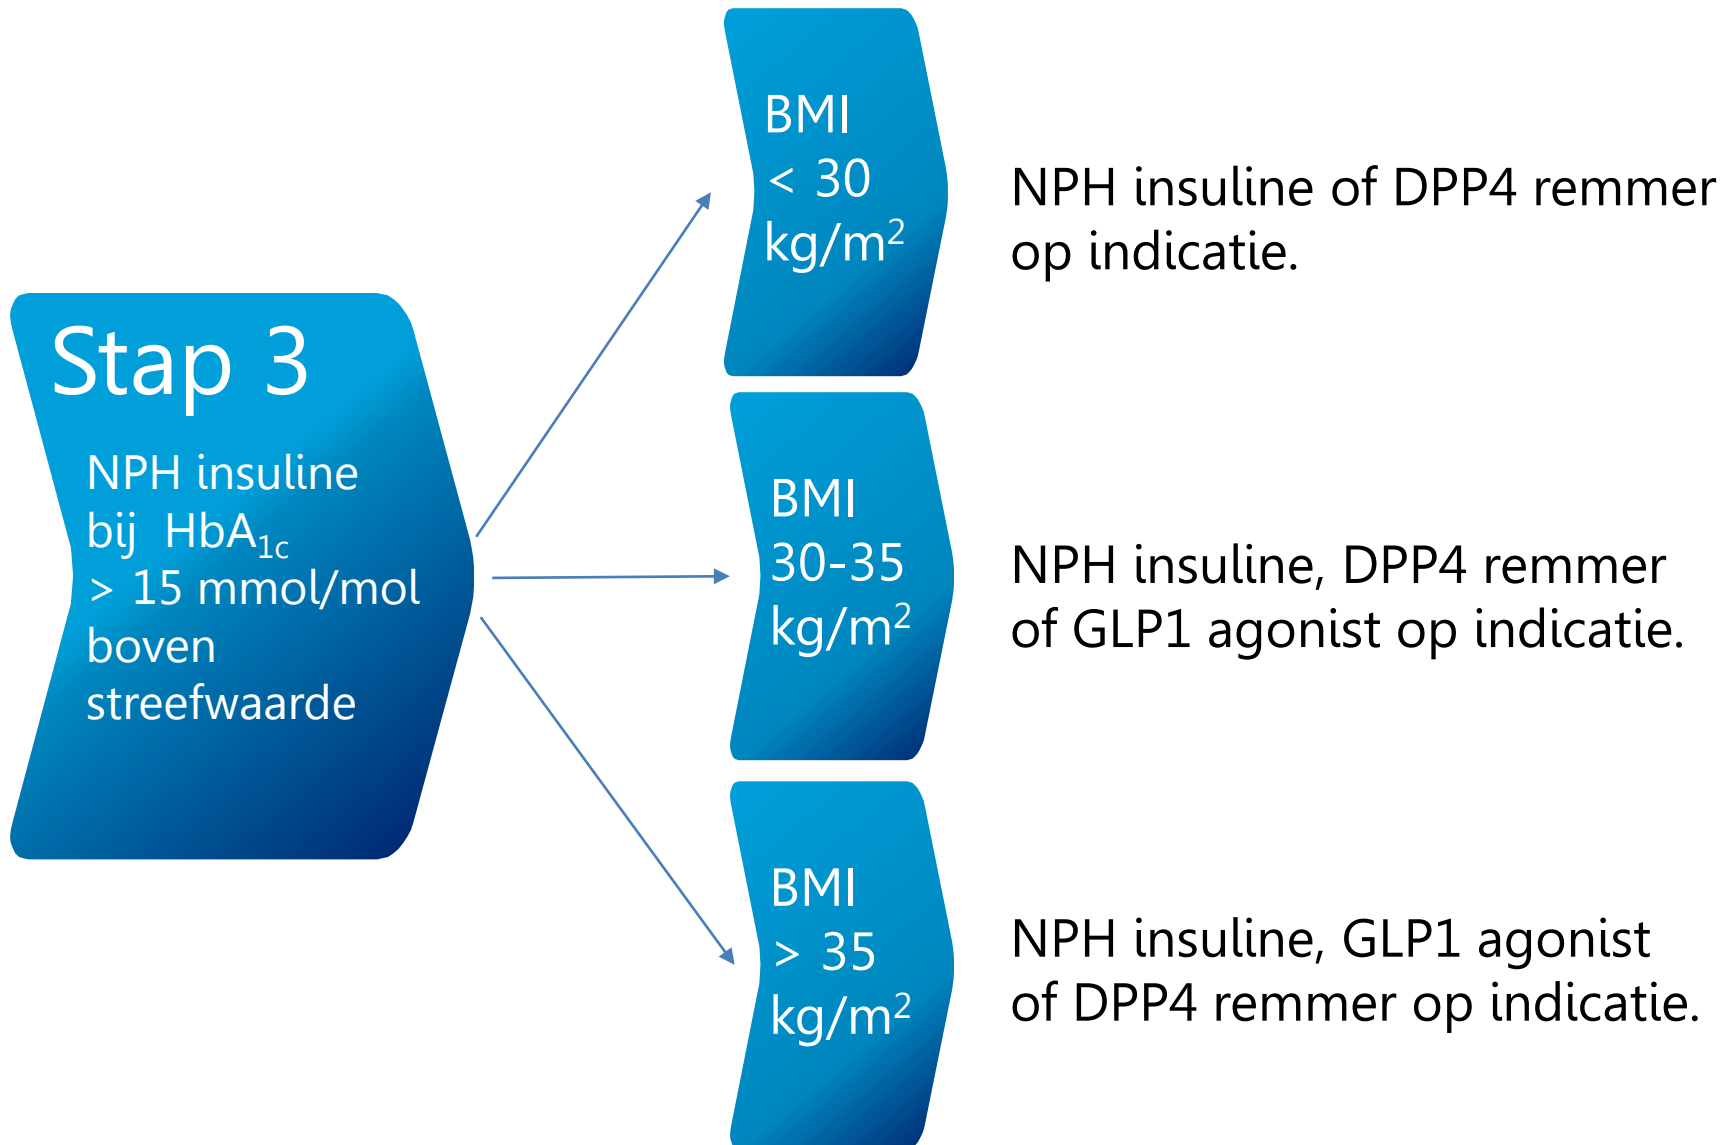 Stap 3
NPH insuline
bij HbA₁c
> 15 mmol/mol
boven
streefwaarde
BMI
< 30
kg/m²
NPH insuline of DPP4 remmer
op indicatie.
BMI
30-35
kg/m²
NPH insuline, DPP4 remmer
of GLP1 agonist op indicatie.
BMI
> 35
kg/m²
NPH insuline, GLP1 agonist
of DPP4 remmer op indicatie.